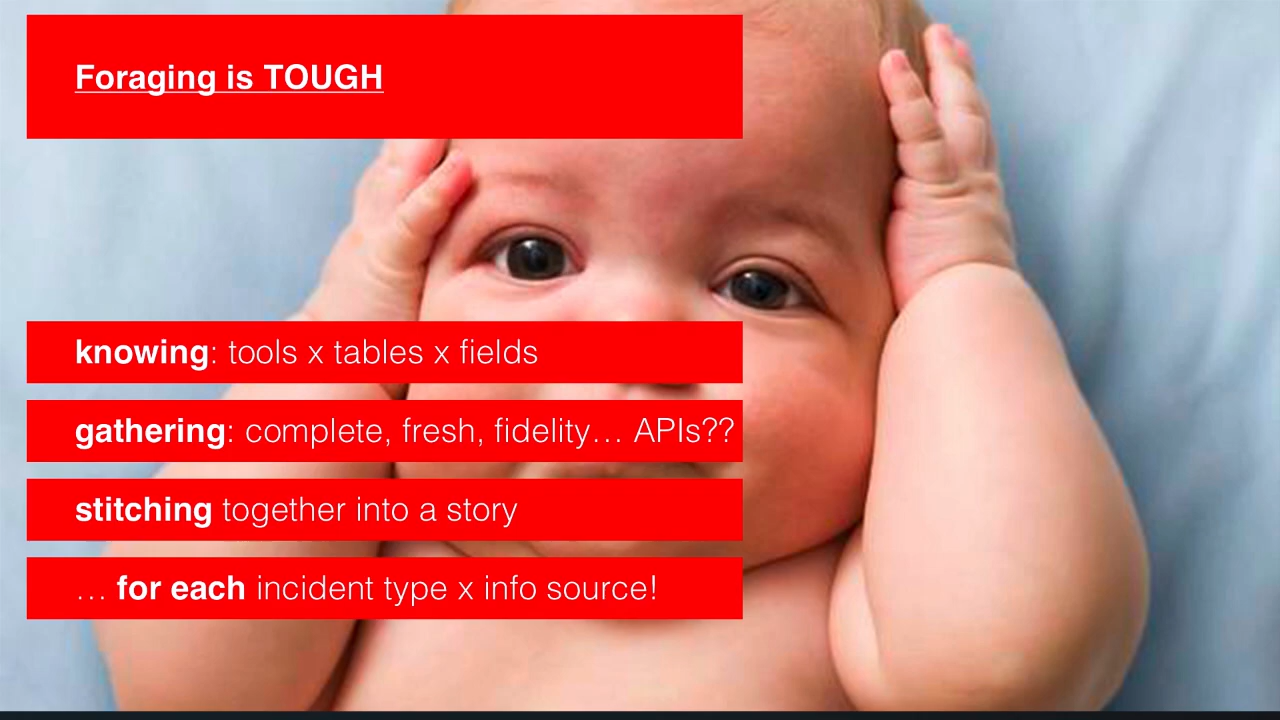 Foraging is TOUGH
knowing: tools x tables x fields
gathering: complete, fresh, fidelity… APIs??
stitching together into a story
… for each incident type x info source!